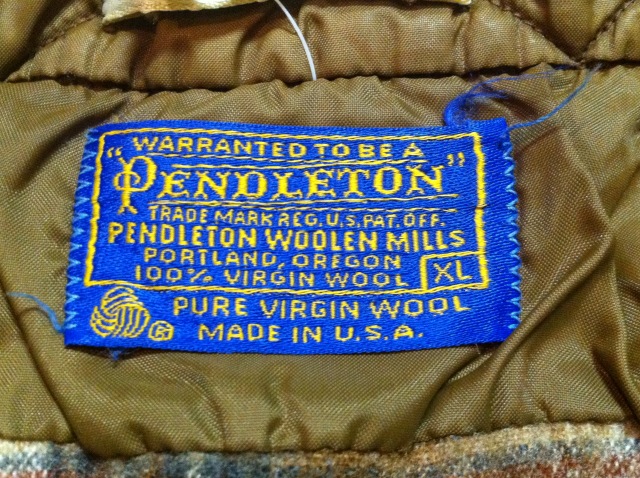 WARRANTED TO BE A
"PENDLETON"
TRADE MARK REG. U.S. PAT. OFF.
PENDLETON WOOLEN MILLS
PORTLAND, OREGON
100% VIRGIN WOOL XL
PURE VIRGIN WOOL
® MADE IN U.S.A.